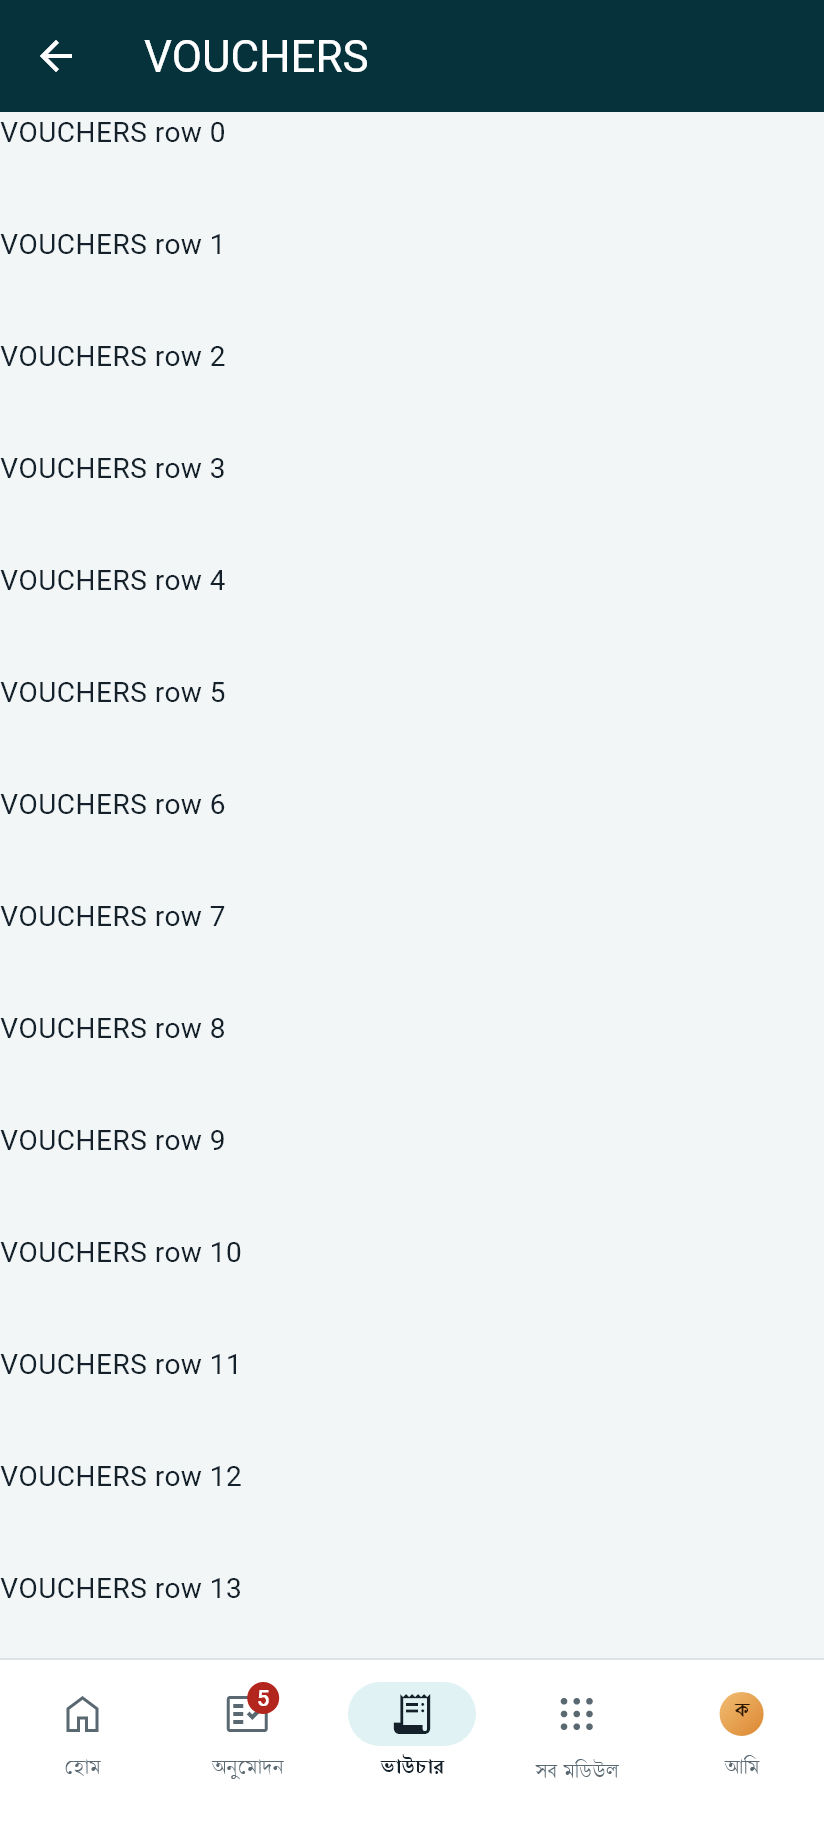 VOUCHERS
VOUCHERS row 0
VOUCHERS row 1
VOUCHERS row 2
VOUCHERS row 3
VOUCHERS row 4
VOUCHERS row 5
VOUCHERS row 6
VOUCHERS row 7
VOUCHERS row 8
VOUCHERS row 9
VOUCHERS row 10
VOUCHERS row 11
VOUCHERS row 12
VOUCHERS row 13
5
ক
হোম
অনুমোদন
ভাউচার
সব মডিউল
আমি